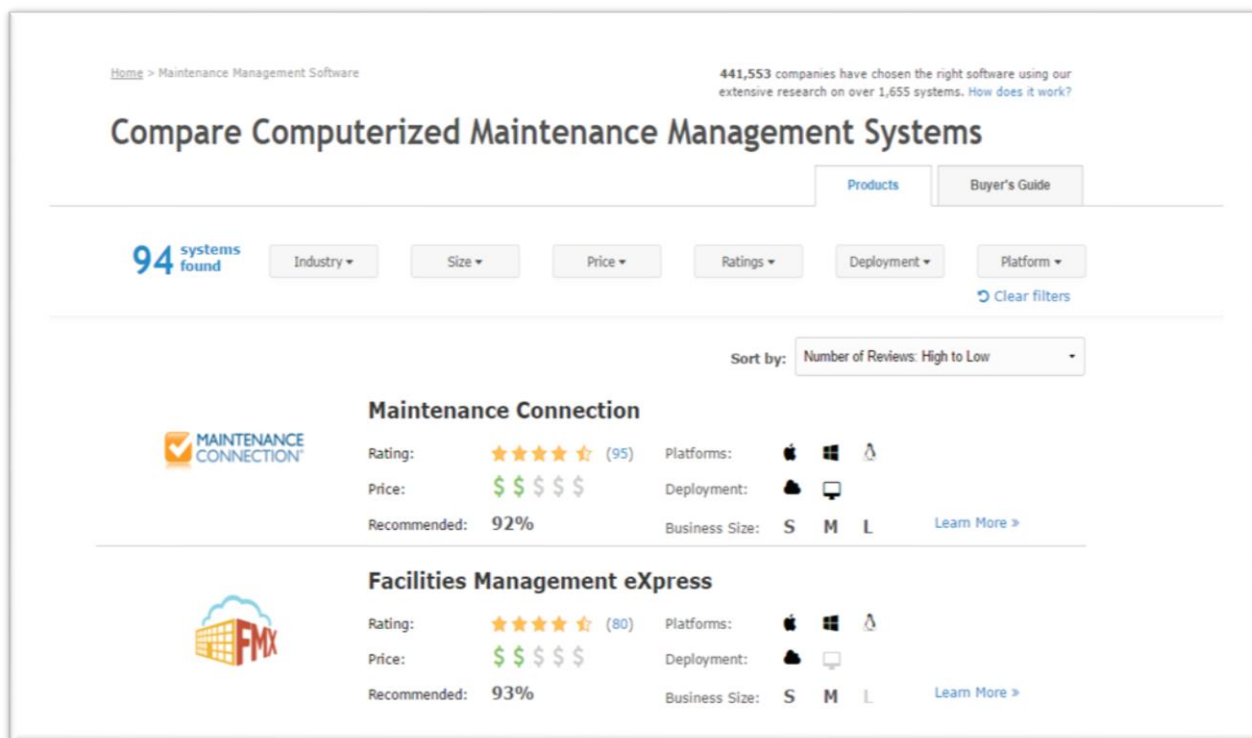 Home > Maintenance Management Software
441,553 companies have chosen the right software using our
extensive research on over 1,655 systems. How does it work?
Compare Computerized Maintenance Management Systems
Products Buyer's Guide
94 systems found Industry Size Price Ratings Deployment Platform
Clear filters
Sort by: Number of Reviews: High to Low
Maintenance Connection
MAINTENANCE
CONNECTION
Rating: (95) Platforms:
Price: $$$$$ Deployment:
Recommended: 92% Business Size: S M L Learn More »
Facilities Management eXpress
FMX
Rating: (80) Platforms:
Price: $$$$$ Deployment:
Recommended: 93% Business Size: S M L Learn More »